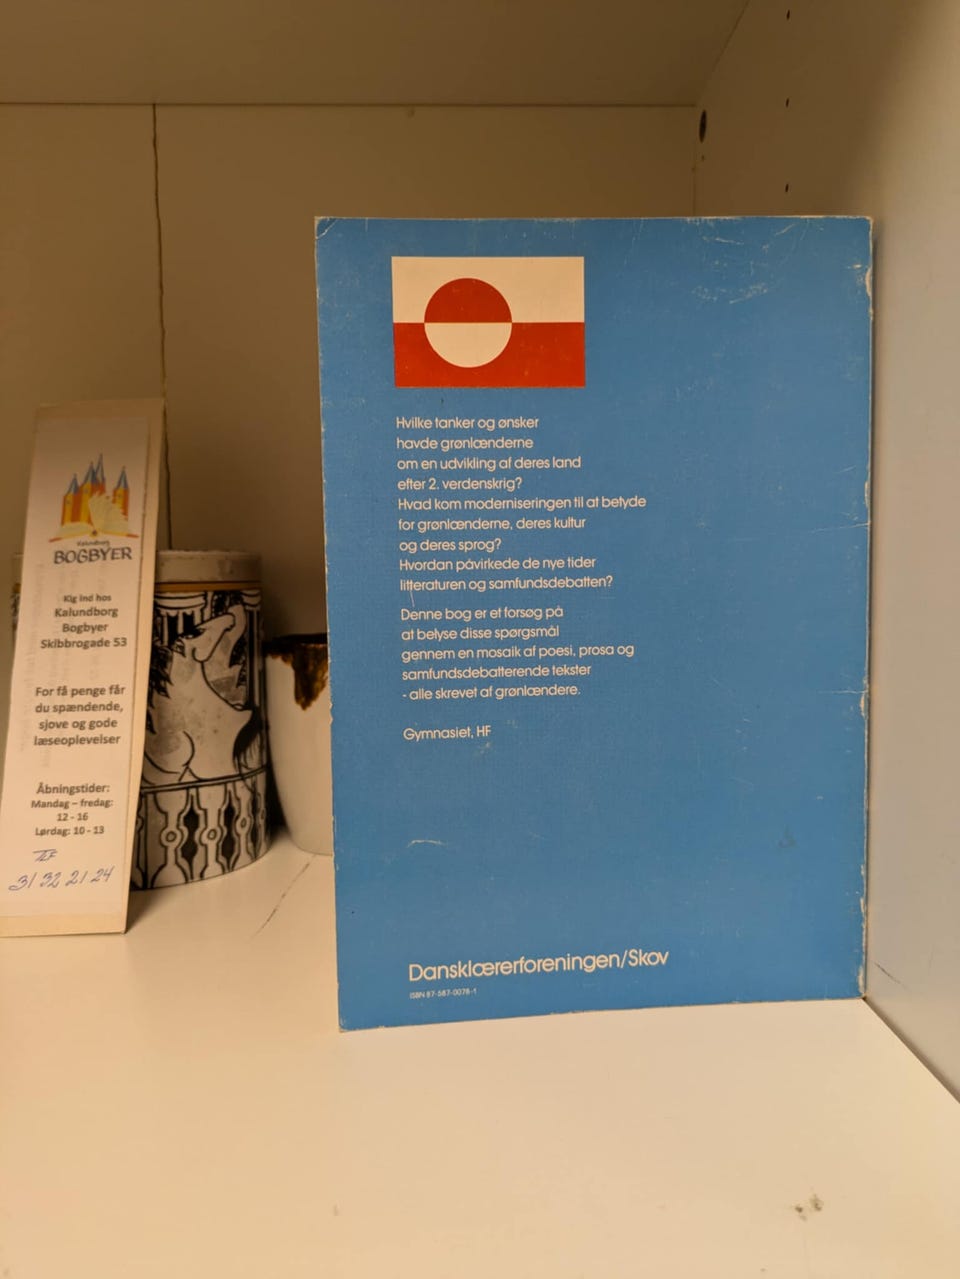 Hvilke tanker og ønsker
havde grønlænderne
om en udvikling af deres land
efter 2. verdenskrig?
Hvad kom moderniseringen til at betyde
for grønlænderne, deres kultur
og deres sprog?
Hvordan påvirkede de nye tider
litteraturen og samfundsdebatten?
Denne bog er et forsøg på
at belyse disse spørgsmål
gennem en mosaik af poesi, prosa og
samfundsdebatterende tekster
- alle skrevet af grønlændere.
Gymnasiet, HF
Dansklærerforeningen/Skov
ISBN 87-587-0078-1
Kalundborg
BOGBYER
Kig ind hos
Kalundborg
Bogbyer
Skibbrogade 53
For få penge får
du spændende,
sjove og gode
læseoplevelser
Åbningstider:
Mandag – fredag:
12 - 16
Lørdag: 10 - 13
TLF
31 32 21 24